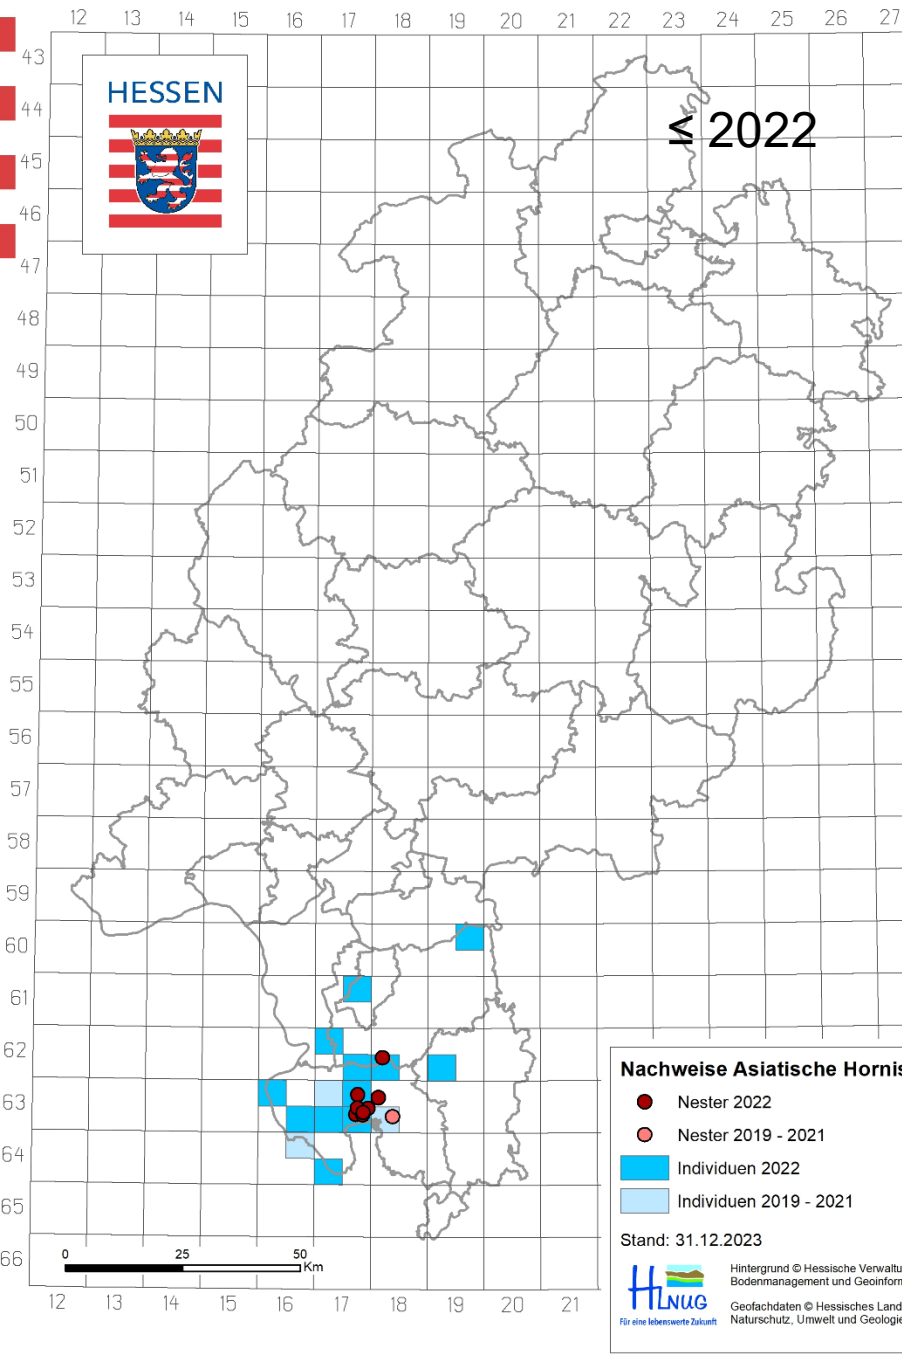 12 13 14 15 16 17 18 19 20 21 22 23 24 25 26 27
HESSEN
≤ 2022
43
44
45
46
47
48
49
50
51
52
53
54
55
56
57
58
59
60
61
62
63
64
65
66
Nachweise Asiatische Hornis
Nester 2022
Nester 2019 - 2021
Individuen 2022
Individuen 2019 - 2021
Stand: 31.12.2023
HLNUG
Für eine lebenswerte Zukunft
Hintergrund © Hessische Verwaltu
Bodenmanagement und Geoinform
Geofachdaten © Hessisches Land
Naturschutz, Umwelt und Geologie
0 25 50
Km
12 13 14 15 16 17 18 19 20 21